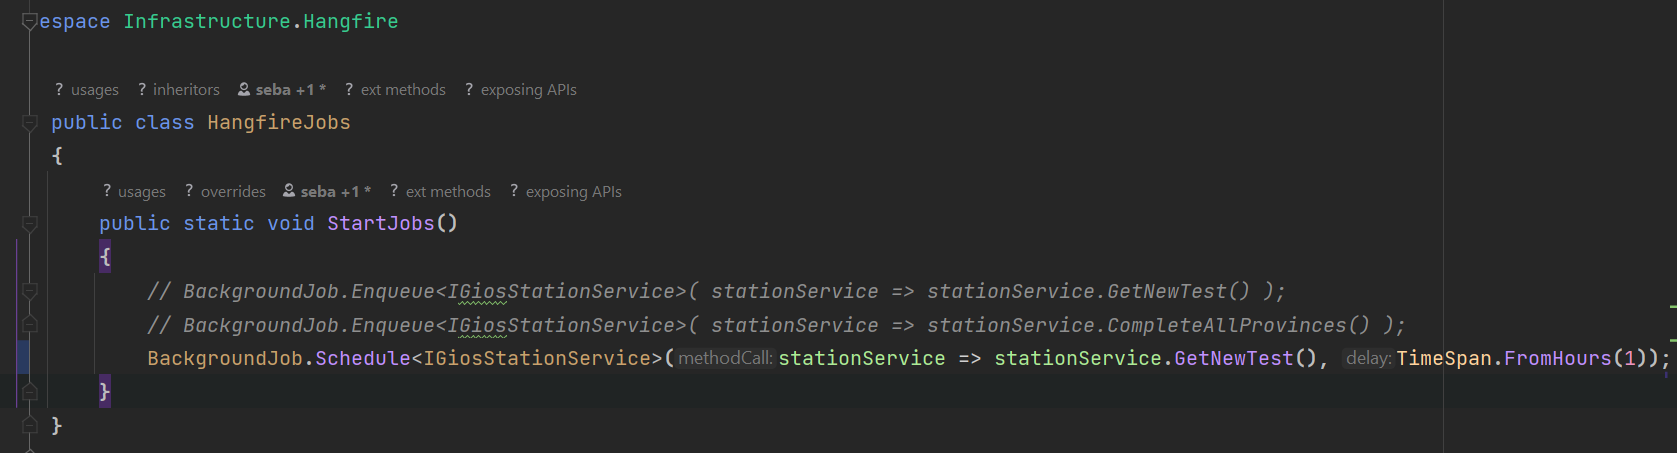 espace Infrastructure.Hangfire
? usages ? inheritors seba +1 * ? ext methods ? exposing APIs
public class HangfireJobs
{
? usages ? overrides seba +1 * ? ext methods ? exposing APIs
public static void StartJobs()
{
// BackgroundJob.Enqueue<IGiosStationService>( stationService => stationService.GetNewTest() );
// BackgroundJob.Enqueue<IGiosStationService>( stationService => stationService.CompleteAllProvinces() );
BackgroundJob.Schedule<IGiosStationService>(methodCall:stationService => stationService.GetNewTest(), delay:TimeSpan.FromHours(1));
}
}